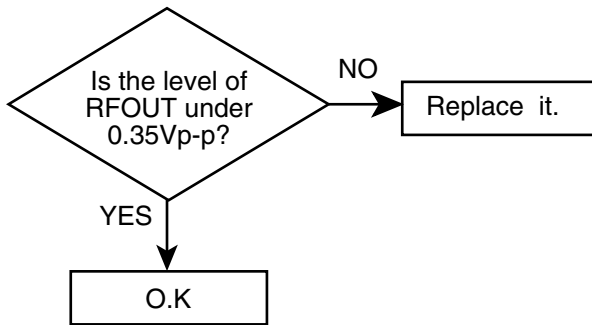 Is the level of
RFOUT under
0.35Vp-p?
NO
Replace it.
YES
O.K